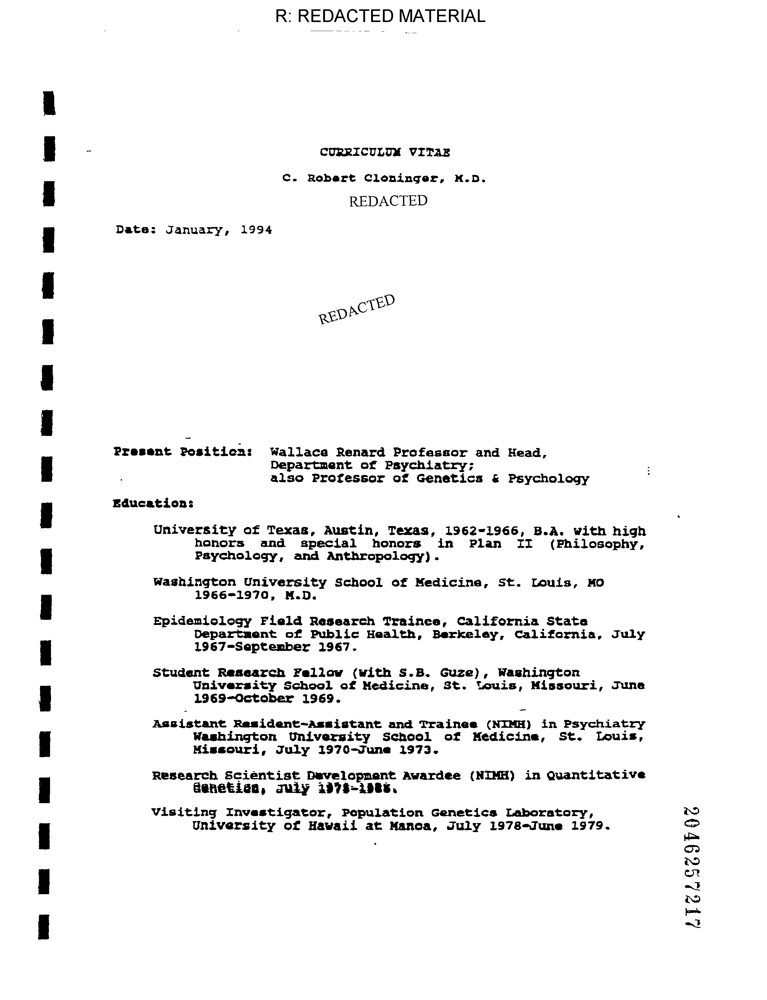 R: REDACTED MATERIAL
CURRICULUM VITAE
C. Robert Cloninger, M.D.
REDACTED
Date: January, 1994
REDACTED
Present Position: Wallace Renard Professor and Head,
Department of Psychiatry;
also Professor of Genetics & Psychology
Education:
University of Texas, Austin, Texas, 1962-1966, B.A. with high
honors and special honors in Plan II (Philosophy,
Psychology, and Anthropology).
Washington University School of Medicine, St. Louis, MO
1966-1970, M.D.
Epidemiology Field Research Trainee, California State
Department of Public Health, Berkeley, California, July
1967-September 1967.
Student Research Fellow (with S.B. Guze), Washington
University School of Medicine, St. Louis, Missouri, June
1969-October 1969.
Assistant Resident-Assistant and Trainee (NIMH) in Psychiatry
Washington University School of Medicine, St. Louis,
Missouri, July 1970-June 1973.
Research Scientist Development Awardee (NIMH) in Quantitative
Genetics, July
Visiting Investigator, Population Genetics Laboratory,
University of Hawaii at Manoa, July 1978-June 1979.
2046257217